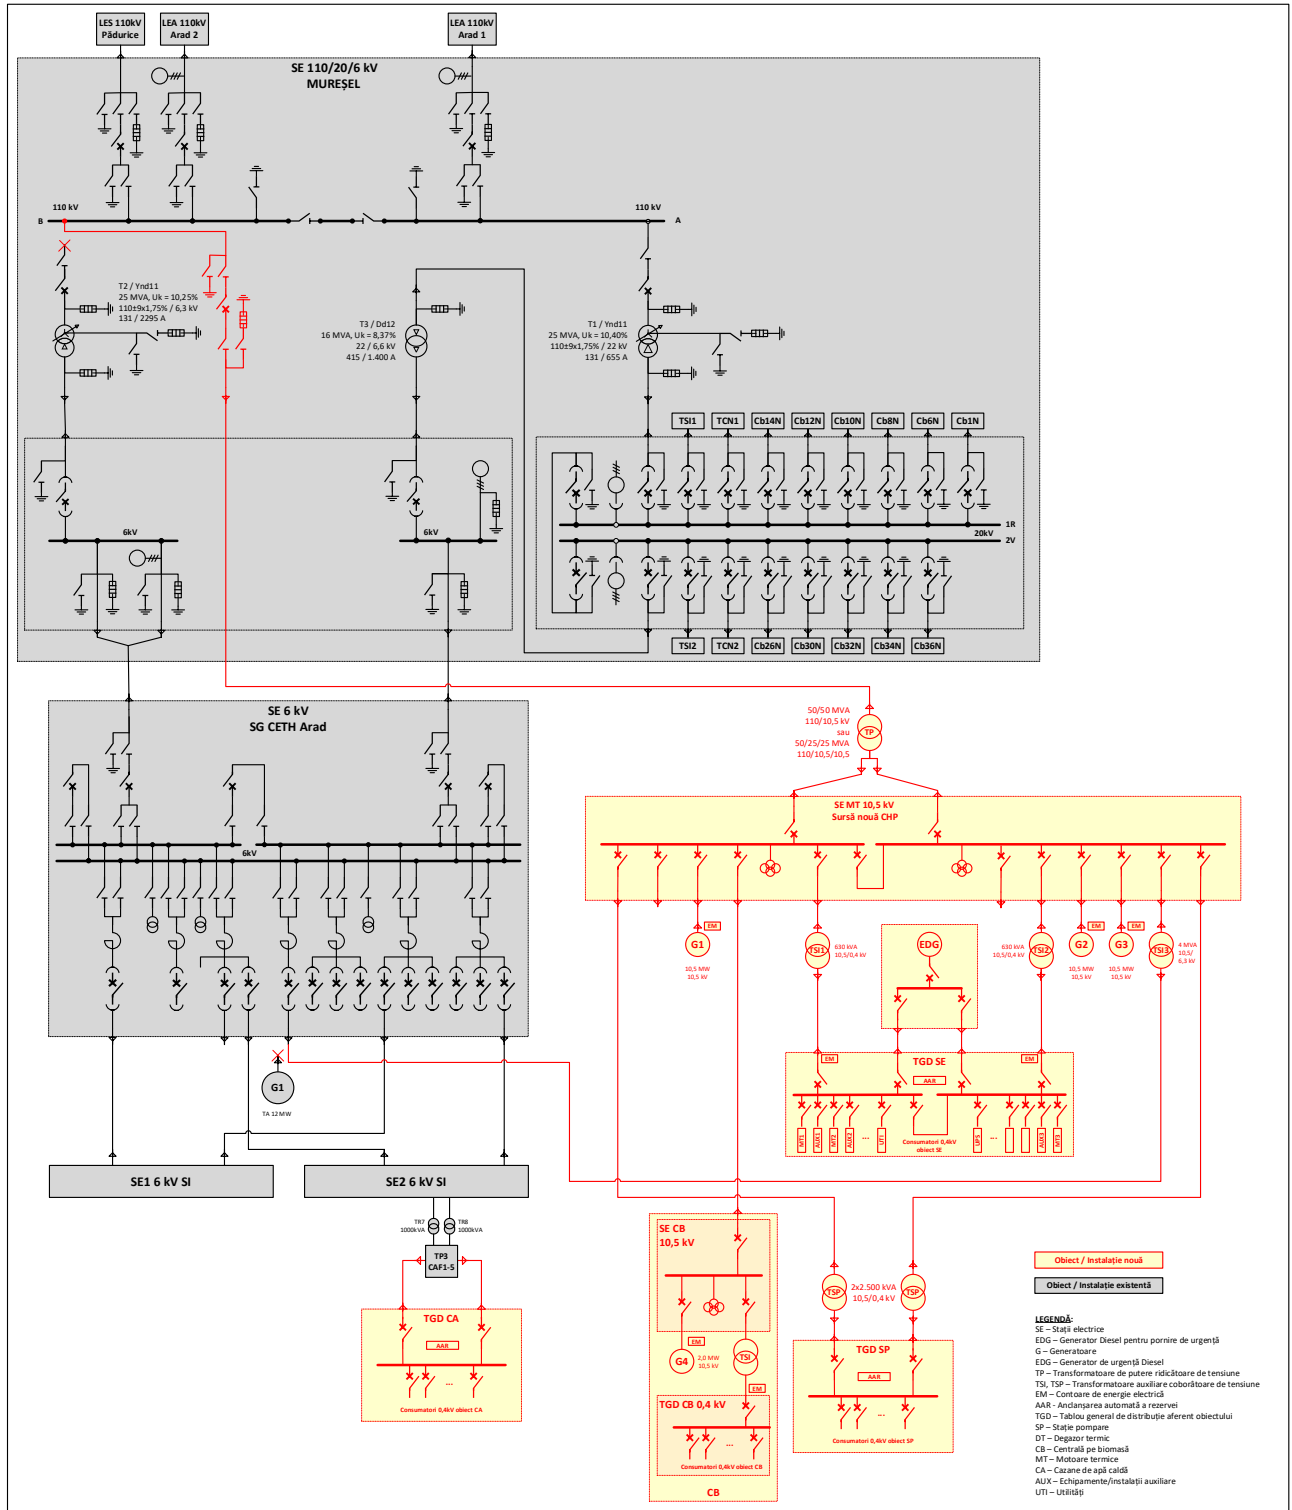 LES 110kV
Pădurice
LEA 110kV
Arad 2
LEA 110kV
Arad 1
SE 110/20/6 kV
MUREȘEL
110 kV
110 kV
B
A
T2 / Ynd11
25 MVA, Uk = 10,25%
110±9x1,75% / 6,3 kV
131 / 2295 A
T3 / Dd12
16 MVA, Uk = 8,37%
22 / 6,6 kV
415 / 1.400 A
T1 / Ynd11
25 MVA, Uk = 10,40%
110±9x1,75% / 22 kV
131 / 655 A
TSI1
TCN1
Cb14N
Cb12N
Cb10N
Cb8N
Cb6N
Cb1N
6kV
6kV
1R
20kV
2V
TSI2
TCN2
Cb26N
Cb30N
Cb32N
Cb34N
Cb36N
SE 6 kV
SG CETH Arad
6kV
50/50 MVA
110/10,5 kV
sau
50/25/25 MVA
110/10,5/10,5
TP
SE MT 10,5 kV
Sursă nouă CHP
EM
EM
EM
G1
TSI1
630 kVA
10,5/0,4 kV
EDG
630 kVA
10,5/0,4 kV
TSI2
G2
G3
TSI3
4 MVA
10,5/
6,3 kV
10,5 MW
10,5 kV
10,5 MW
10,5 kV
10,5 MW
10,5 kV
G1
TA 12 MW
EM
TGD SE
EM
AAR
MT1
AUX1
MT2
AUX2
...
UT1
Consumatori 0,4kV
obiect SE
UPS
...
AUX3
MT3
SE1 6 kV SI
SE2 6 kV SI
TR7
1000kVA
TR8
1000kVA
TP3
CAF1-5
TGD CA
AAR
...
Consumatori 0,4kV obiect CA
SE CB
10,5 kV
EM
G4
2,0 MW
10,5 kV
TSI
EM
TGD CB 0,4 kV
...
Consumatori 0,4kV obiect CB
CB
TSP
2x2.500 kVA
10,5/0,4 kV
TSP
TGD SP
AAR
...
Consumatori 0,4kV obiect SP
Obiect / Instalație nouă
Obiect / Instalație existentă
LEGENDĂ:
SE – Stații electrice
EDG – Generator Diesel pentru pornire de urgență
G – Generatoare
EDG – Generator de urgență Diesel
TP – Transformatoare de putere ridicătoare de tensiune
TSI, TSP – Transformatoare auxiliare coborâtoare de tensiune
EM – Contoare de energie electrică
AAR - Anclanșarea automată a rezervei
TGD – Tablou general de distribuție aferent obiectului
SP – Stație pompare
DT – Degazor termic
CB – Centrală pe biomasă
MT – Motoare termice
CA – Cazane de apă caldă
AUX – Echipamente/instalații auxiliare
UTI – Utilități